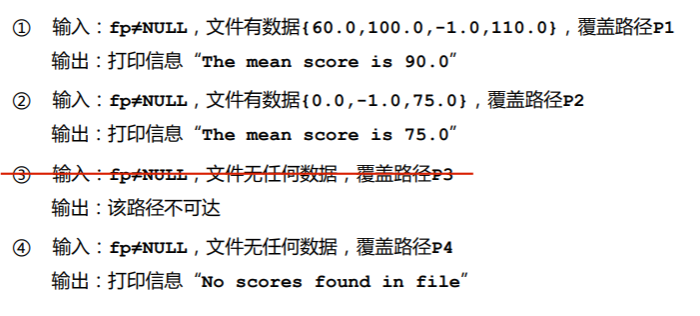 ① 输入：fp≠NULL，文件有数据{60.0,100.0,-1.0,110.0}，覆盖路径P1
输出：打印信息“The mean score is 90.0”
② 输入：fp≠NULL，文件有数据{0.0,-1.0,75.0}，覆盖路径P2
输出：打印信息“The mean score is 75.0”
③ 输入：fp≠NULL，文件无任何数据，覆盖路径P3
输出：该路径不可达
④ 输入：fp≠NULL，文件无任何数据，覆盖路径P4
输出：打印信息“No scores found in file”